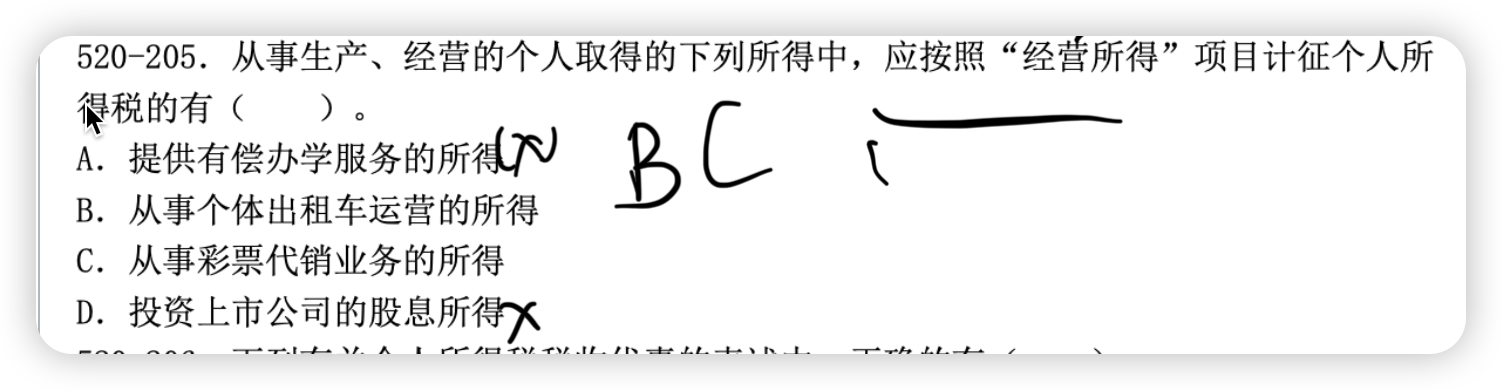 520-205. 从事生产、经营的个人取得的下列所得中，应按照“经营所得”项目计征个人所
得税的有（　　）。
A. 提供有偿办学服务的所得
BC
B. 从事个体出租车运营的所得
C. 从事彩票代销业务的所得
D. 投资上市公司的股息所得 ×